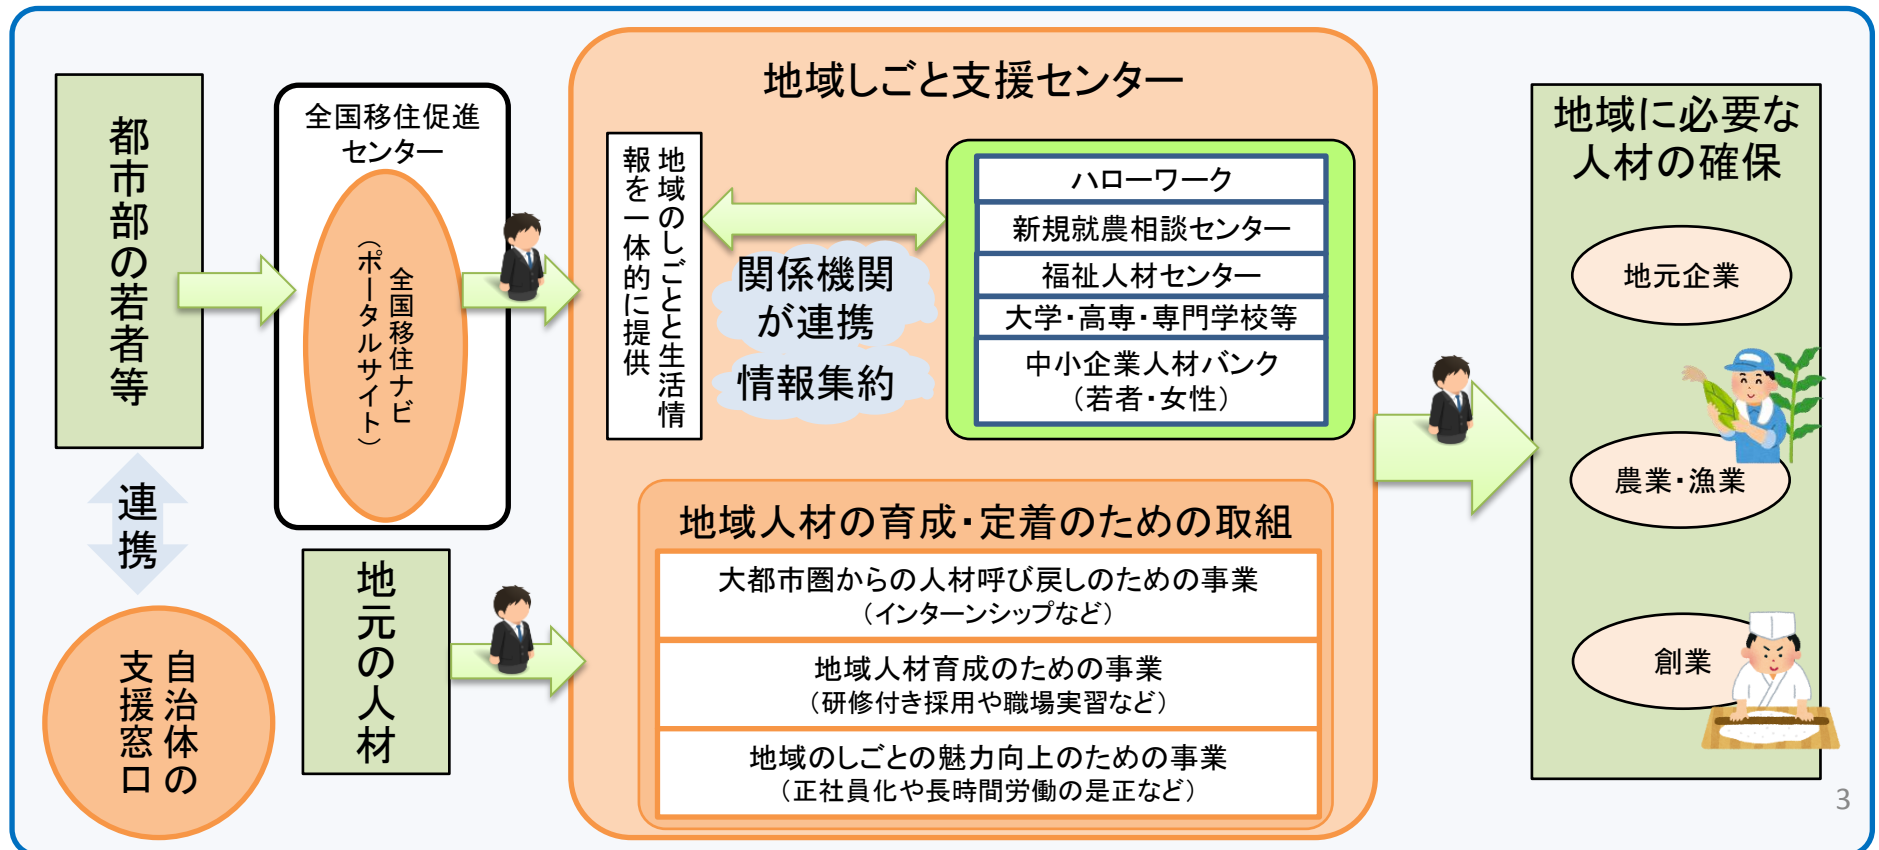 都市部の若者等
連携
自治体の
支援窓口
全国移住促進
センター
全国移住ナビ
（ポータルサイト）
地元の人材
地域しごと支援センター
地域のしごとと生活情
報を一体的に提供
関係機関
が連携
情報集約
ハローワーク
新規就農相談センター
福祉人材センター
大学・高専・専門学校等
中小企業人材バンク
（若者・女性）
地域人材の育成・定着のための取組
大都市圏からの人材呼び戻しのための事業
（インターンシップなど）
地域人材育成のための事業
（研修付き採用や職場実習など）
地域のしごとの魅力向上のための事業
（正社員化や長時間労働の是正など）
地域に必要な
人材の確保
地元企業
農業・漁業
創業
3